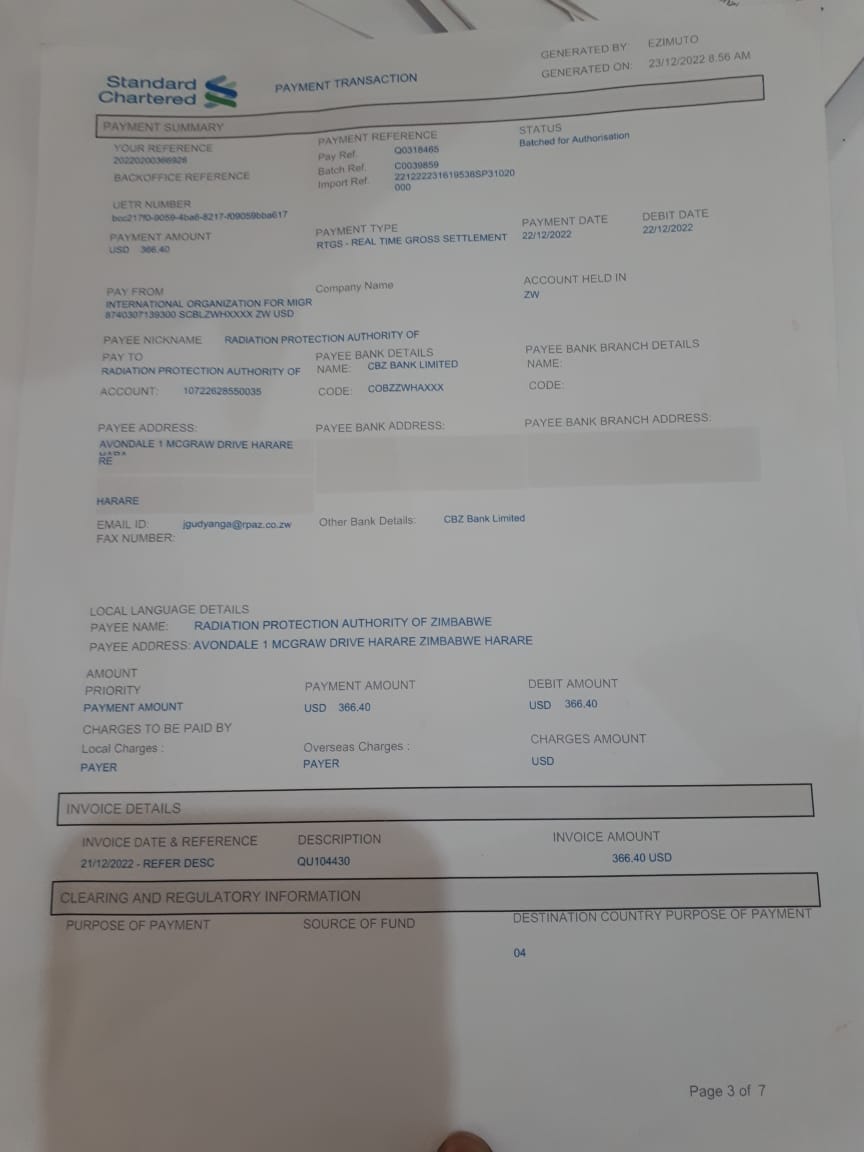 GENERATED BY: EZIMUTO
GENERATED ON: 23/12/2022 8.56 AM
Standard
Chartered
PAYMENT TRANSACTION
PAYMENT SUMMARY
YOUR REFERENCE PAYMENT REFERENCE STATUS
20220200366926 Pay Ref. Q0318465 Batched for Authorisation
BACKOFFICE REFERENCE Batch Ref. C0039859
Import Ref. 221222231619538SP31020
000
UETR NUMBER
bcc217f0-9059-4ba6-8217-f09059bba617
PAYMENT AMOUNT PAYMENT TYPE PAYMENT DATE DEBIT DATE
USD 366.40 RTGS - REAL TIME GROSS SETTLEMENT 22/12/2022 22/12/2022
PAY FROM Company Name ACCOUNT HELD IN
INTERNATIONAL ORGANIZATION FOR MIGR ZW
8740307139300 SCBLZWHXXXX ZW USD
PAYEE NICKNAME RADIATION PROTECTION AUTHORITY OF
PAY TO PAYEE BANK DETAILS PAYEE BANK BRANCH DETAILS
RADIATION PROTECTION AUTHORITY OF NAME: CBZ BANK LIMITED NAME:
ACCOUNT: 10722628550035 CODE: COBZZWHAXXX CODE:
PAYEE ADDRESS: PAYEE BANK ADDRESS: PAYEE BANK BRANCH ADDRESS:
AVONDALE 1 MCGRAW DRIVE HARARE
RE
HARARE
EMAIL ID: jgudyanga@rpaz.co.zw Other Bank Details: CBZ Bank Limited
FAX NUMBER:
LOCAL LANGUAGE DETAILS
PAYEE NAME: RADIATION PROTECTION AUTHORITY OF ZIMBABWE
PAYEE ADDRESS: AVONDALE 1 MCGRAW DRIVE HARARE ZIMBABWE HARARE
AMOUNT
PRIORITY PAYMENT AMOUNT DEBIT AMOUNT
PAYMENT AMOUNT USD 366.40 USD 366.40
CHARGES TO BE PAID BY
Local Charges : Overseas Charges : CHARGES AMOUNT
PAYER PAYER USD
INVOICE DETAILS
INVOICE DATE & REFERENCE DESCRIPTION INVOICE AMOUNT
21/12/2022 - REFER DESC QU104430 366.40 USD
CLEARING AND REGULATORY INFORMATION
PURPOSE OF PAYMENT SOURCE OF FUND DESTINATION COUNTRY PURPOSE OF PAYMENT
04
Page 3 of 7